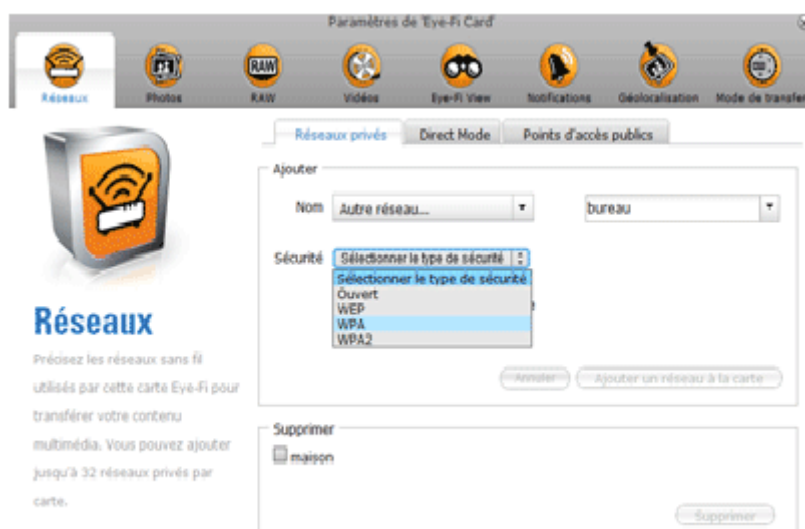 Paramètres de 'Eye-Fi Card'
Réseaux Photos RAW Vidéos Eye-Fi View Notifications Géolocalisation Mode de transfer
RAW
Réseaux privés Direct Mode Points d'accès publics
Ajouter
Nom Autre réseau... bureau
Sécurité Sélectionner le type de sécurité
Sélectionner le type de sécurité
Ouvert
WEP
WPA
WPA2
Annuler Ajouter un réseau à la carte
Réseaux
Précisez les réseaux sans fil
utilisés par cette carte Eye-Fi pour
transférer votre contenu
multimédia. Vous pouvez ajouter
jusqu'à 32 réseaux privés par
carte.
Supprimer
maison
Supprimer